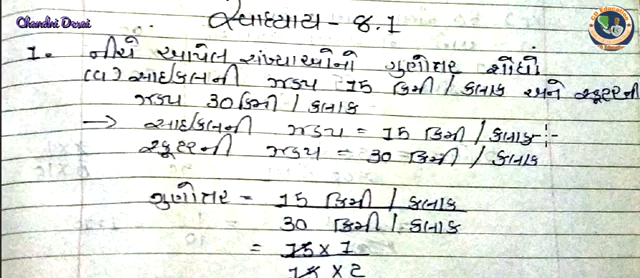 Chandni Desai
સ્વાધ્યાય - ૪.1
1. નીચે આપેલ સંખ્યાઓનો ગુણોત્તર શોધો
(a) સાઇકલની ઝડપ 15 કિમી / કલાક અને સ્કૂટરની
ઝડપ 30 કિમી / કલાક
→ સાઇકલની ઝડપ = 15 કિમી / કલાક
સ્કૂટરની ઝડપ = 30 કિમી / કલાક
ગુણોત્તર = 15 કિમી / કલાક
30 કિમી / કલાક
= 15 × 1
15 × 2